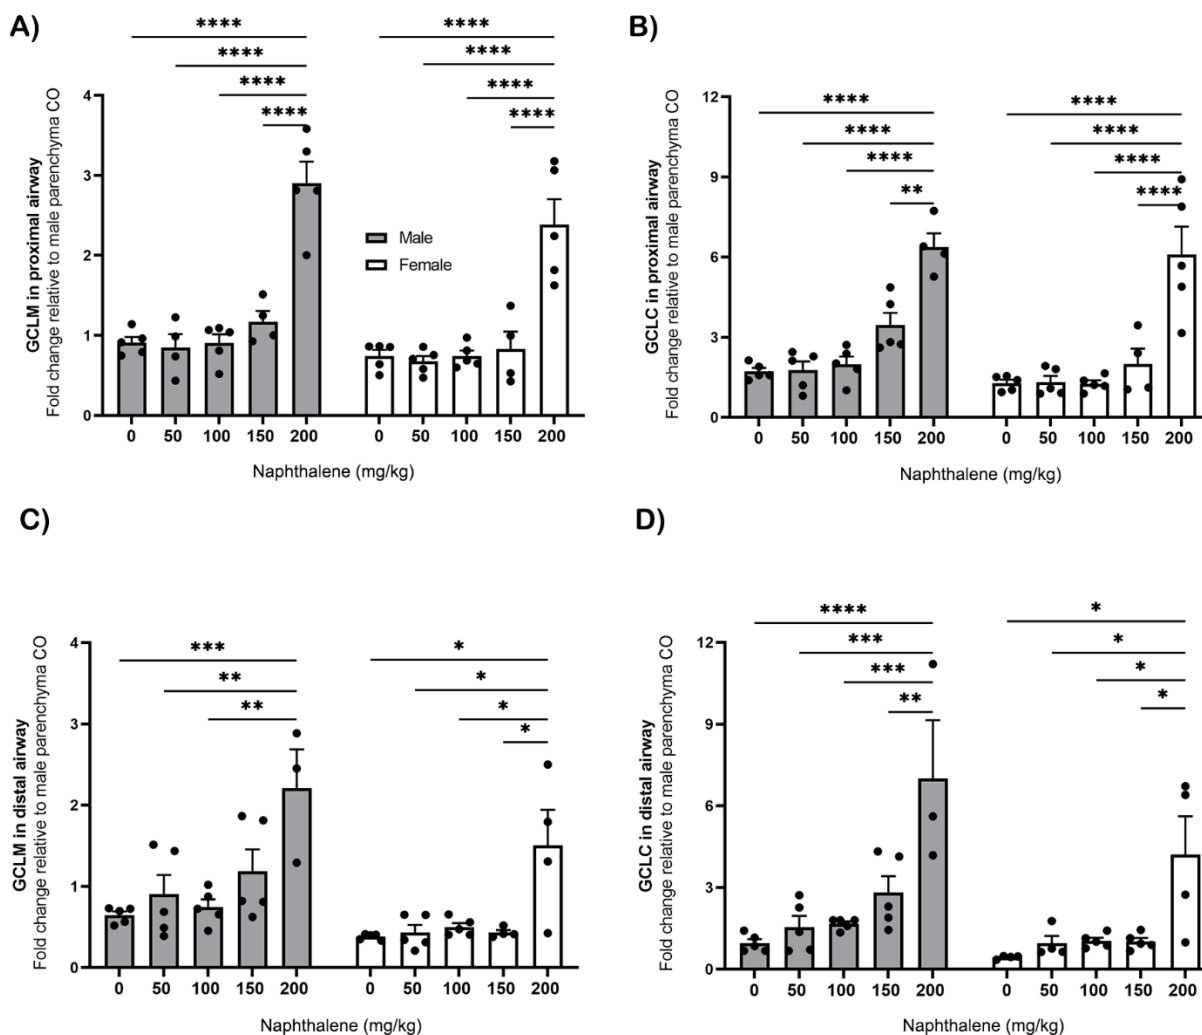 A)
GCLM in proximal airway
Fold change relative to male parenchyma CO
**** ****
**** ****
**** ****
**** ****
4
3
2
1
0
Male
Female
0 50 100 150 200 0 50 100 150 200
Naphthalene (mg/kg)
B)
GCLC in proximal airway
Fold change relative to male parenchyma CO
**** ****
**** ****
**** ****
** ****
12
9
6
3
0
0 50 100 150 200 0 50 100 150 200
Naphthalene (mg/kg)
C)
GCLM in distal airway
Fold change relative to male parenchyma CO
*** *
** *
** *
*
4
3
2
1
0
0 50 100 150 200 0 50 100 150 200
Naphthalene (mg/kg)
D)
GCLC in distal airway
Fold change relative to male parenchyma CO
**** *
*** *
*** *
** *
12
9
6
3
0
0 50 100 150 200 0 50 100 150 200
Naphthalene (mg/kg)